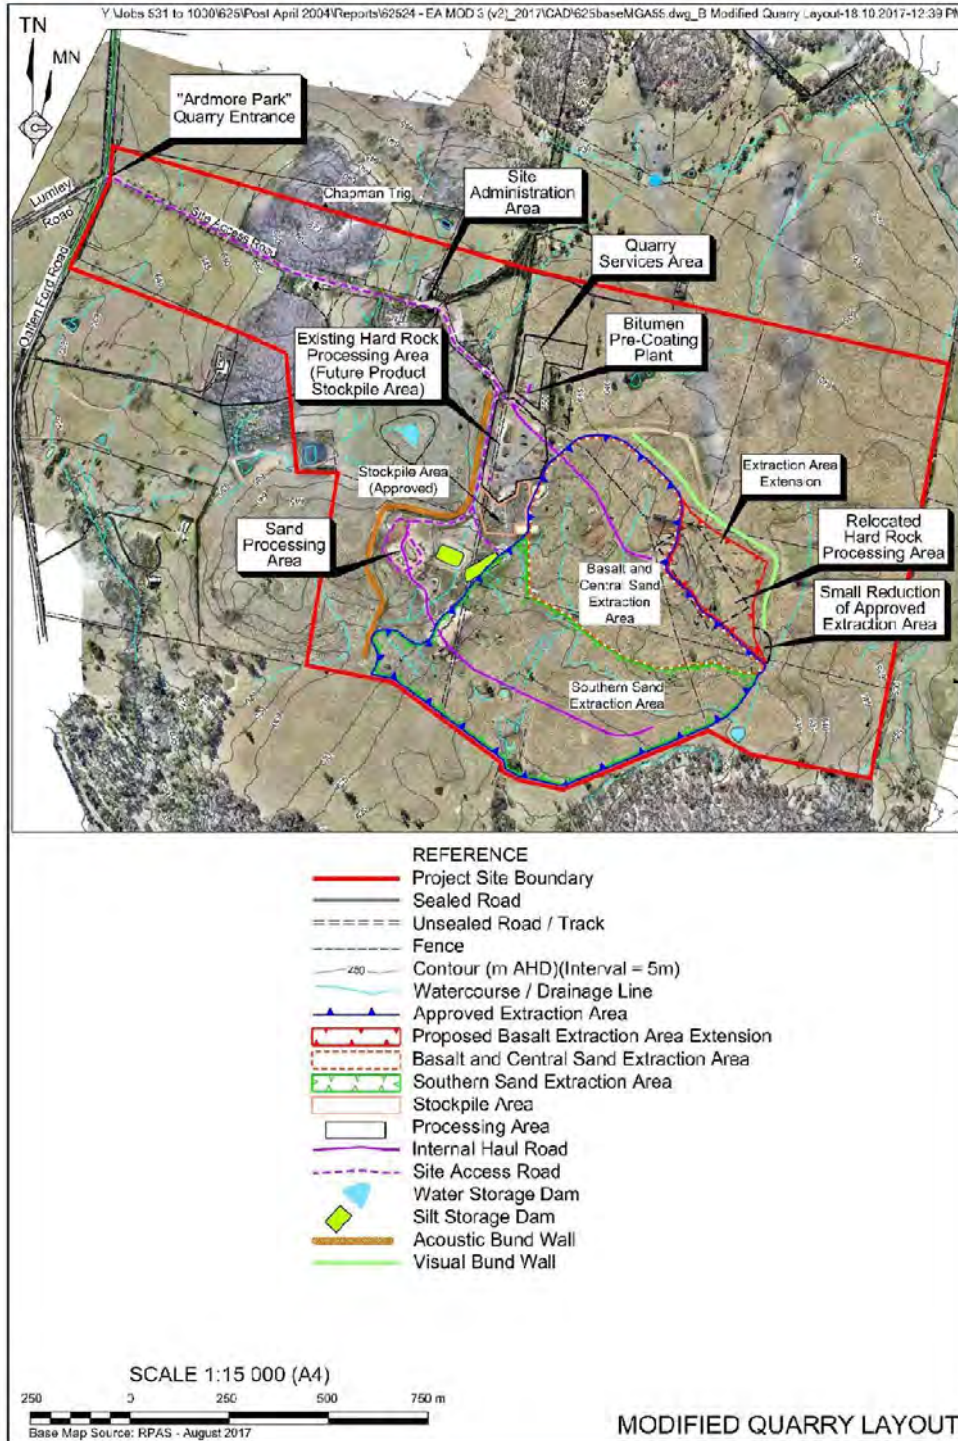 Y:\Jobs 531 to 1000\625\Post April 2004\Reports\62524 - EA MOD 3 (v2)_2017\CAD\625baseMGA55.dwg_B Modified Quarry Layout-18.10.2017-12:39 PM
TN
MN
"Ardmore Park"
Quarry Entrance
Lumley
Road
Chapman Trig
Site Access Road
Oallen Ford Road
Site
Administration
Area
Quarry
Services Area
Bitumen
Pre-Coating
Plant
Existing Hard Rock
Processing Area
(Future Product
Stockpile Area)
Stockpile Area
(Approved)
Extraction Area
Extension
Sand
Processing
Area
Relocated
Hard Rock
Processing Area
Basalt and
Central Sand
Extraction
Area
Small Reduction
of Approved
Extraction Area
Southern Sand
Extraction Area
REFERENCE
Project Site Boundary
Sealed Road
Unsealed Road / Track
Fence
250
Contour (m AHD)(Interval = 5m)
Watercourse / Drainage Line
Approved Extraction Area
Proposed Basalt Extraction Area Extension
Basalt and Central Sand Extraction Area
Southern Sand Extraction Area
Stockpile Area
Processing Area
Internal Haul Road
Site Access Road
Water Storage Dam
Silt Storage Dam
Acoustic Bund Wall
Visual Bund Wall
SCALE 1:15 000 (A4)
250 0 250 500 750 m
Base Map Source: RPAS - August 2017
MODIFIED QUARRY LAYOUT